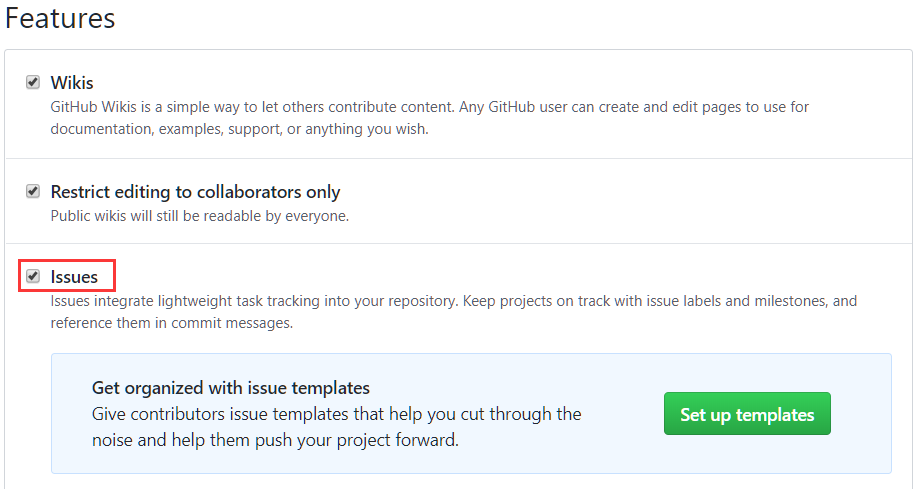 Features
Wikis
GitHub Wikis is a simple way to let others contribute content. Any GitHub user can create and edit pages to use for
documentation, examples, support, or anything you wish.
Restrict editing to collaborators only
Public wikis will still be readable by everyone.
Issues
Issues integrate lightweight task tracking into your repository. Keep projects on track with issue labels and milestones, and
reference them in commit messages.
Get organized with issue templates
Give contributors issue templates that help you cut through the
noise and help them push your project forward.
Set up templates